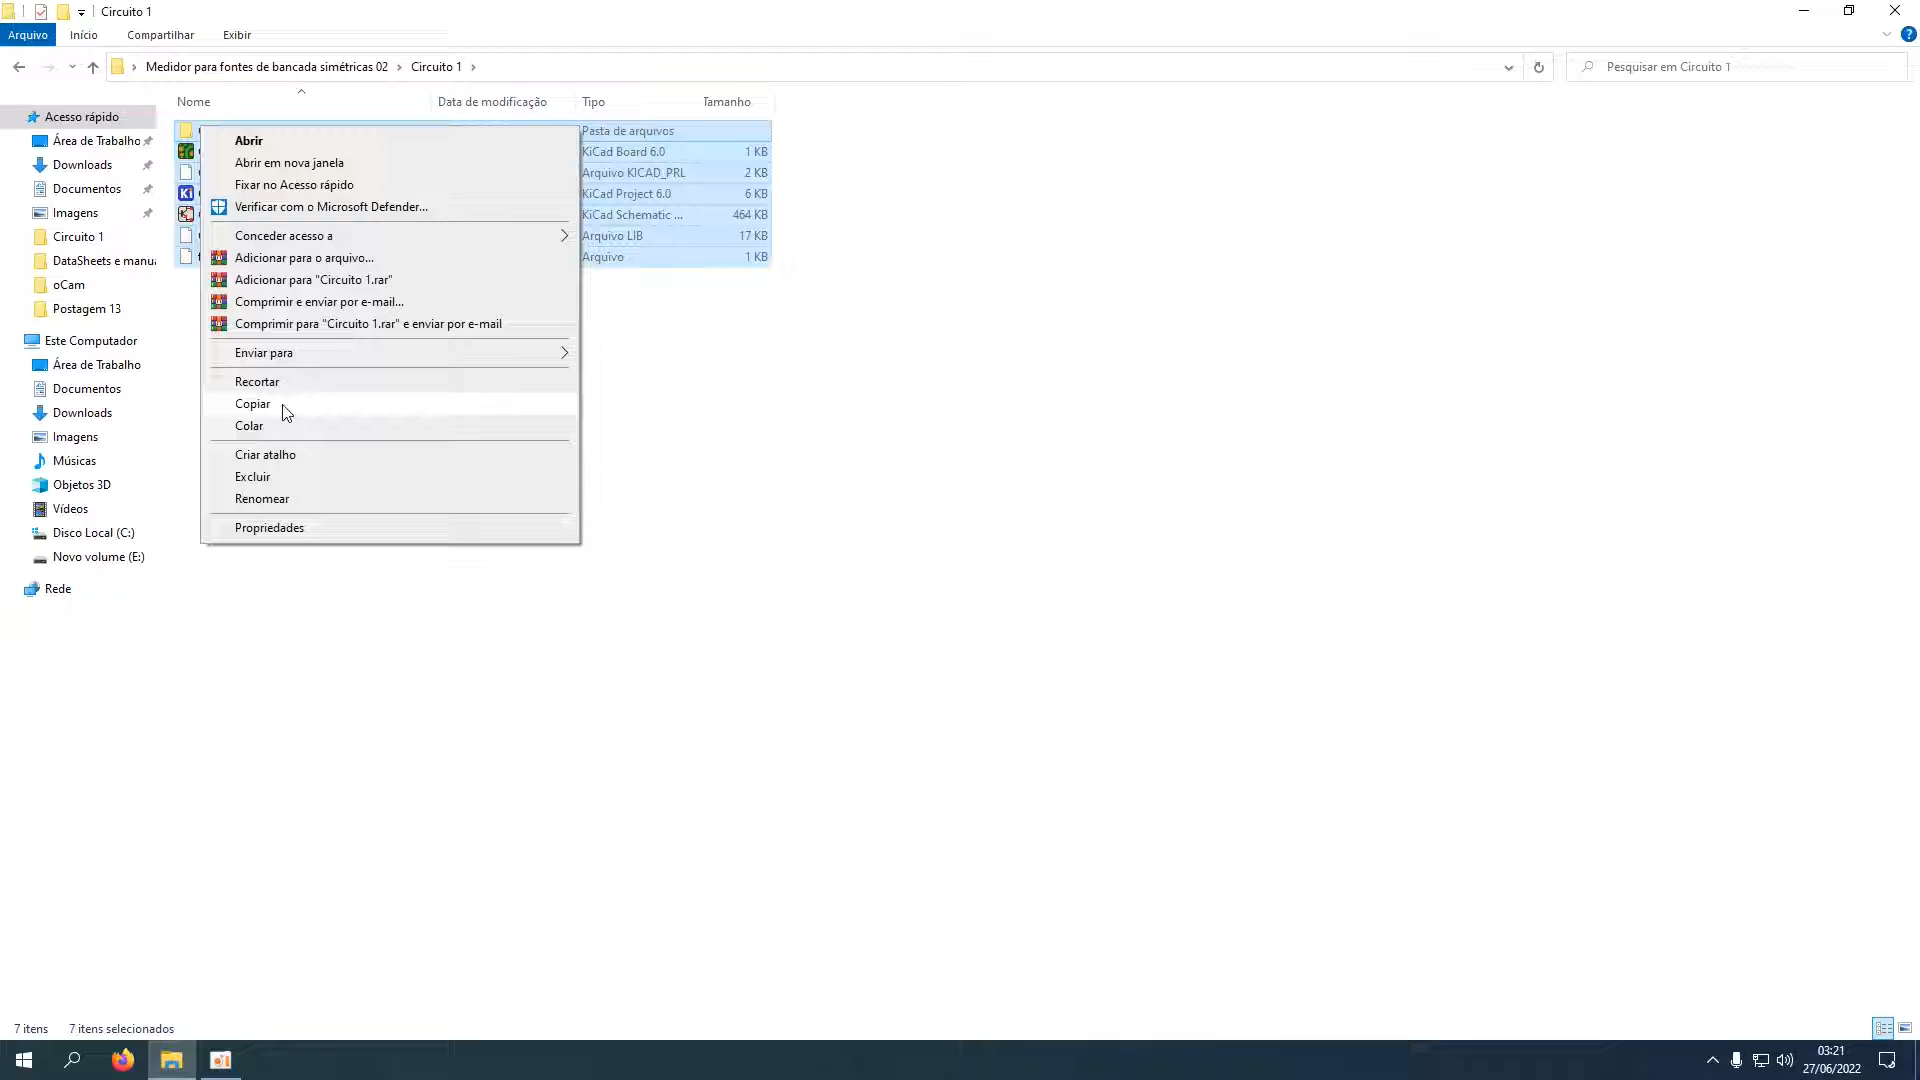 Circuito 1
Arquivo
Início
Compartilhar
Exibir
Medidor para fontes de bancada simétricas 02
Circuito 1
Pesquisar em Circuito 1
Nome
Data de modificação
Tipo
Tamanho
Acesso rápido
Área de Trabalho
Downloads
Documentos
Imagens
Circuito 1
DataSheets e manua
oCam
Postagem 13
Este Computador
Área de Trabalho
Documentos
Downloads
Imagens
Músicas
Objetos 3D
Vídeos
Disco Local (C:)
Novo volume (E:)
Rede
Pasta de arquivos
KiCad Board 6.0
1 KB
Arquivo KICAD_PRL
2 KB
KiCad Project 6.0
6 KB
KiCad Schematic ...
464 KB
Arquivo LIB
17 KB
Arquivo
1 KB
Abrir
Abrir em nova janela
Fixar no Acesso rápido
Verificar com o Microsoft Defender...
Conceder acesso a
Adicionar para o arquivo...
Adicionar para "Circuito 1.rar"
Comprimir e enviar por e-mail...
Comprimir para "Circuito 1.rar" e enviar por e-mail
Enviar para
Recortar
Copiar
Colar
Criar atalho
Excluir
Renomear
Propriedades
7 itens
7 itens selecionados
03:21
27/06/2022